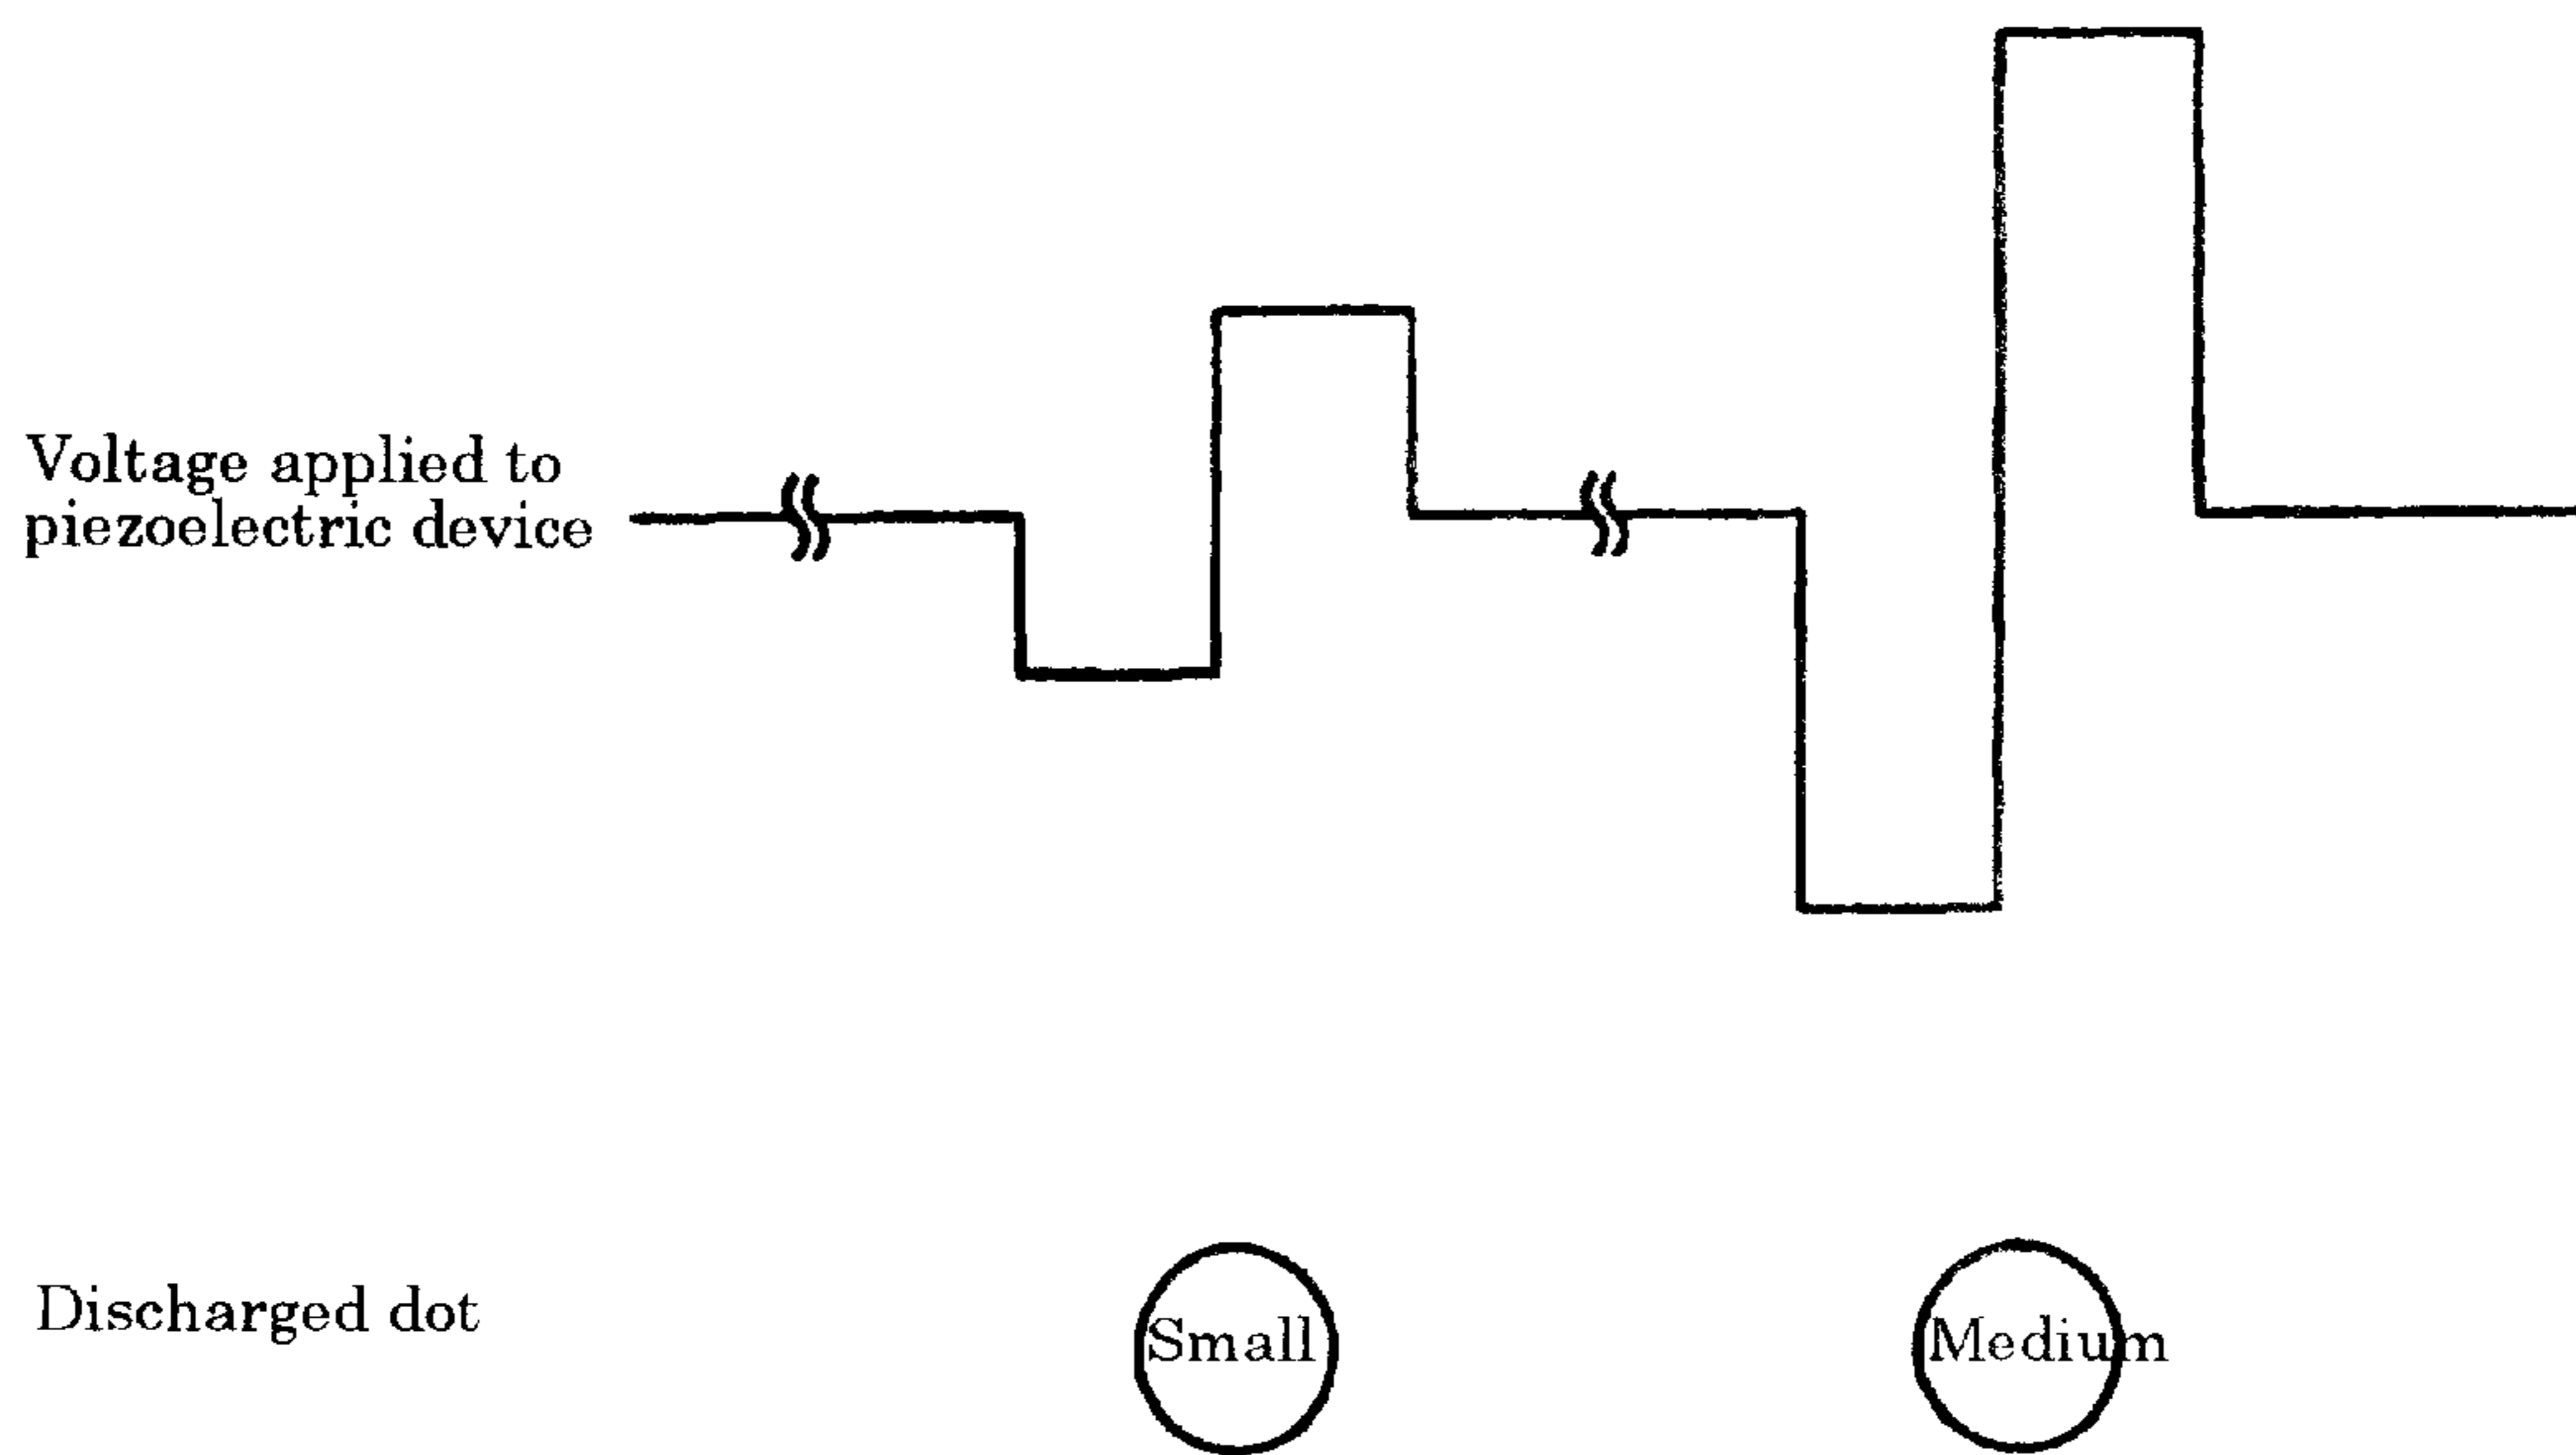 Voltage applied to
piezoelectric device
Discharged dot
Small
Medium